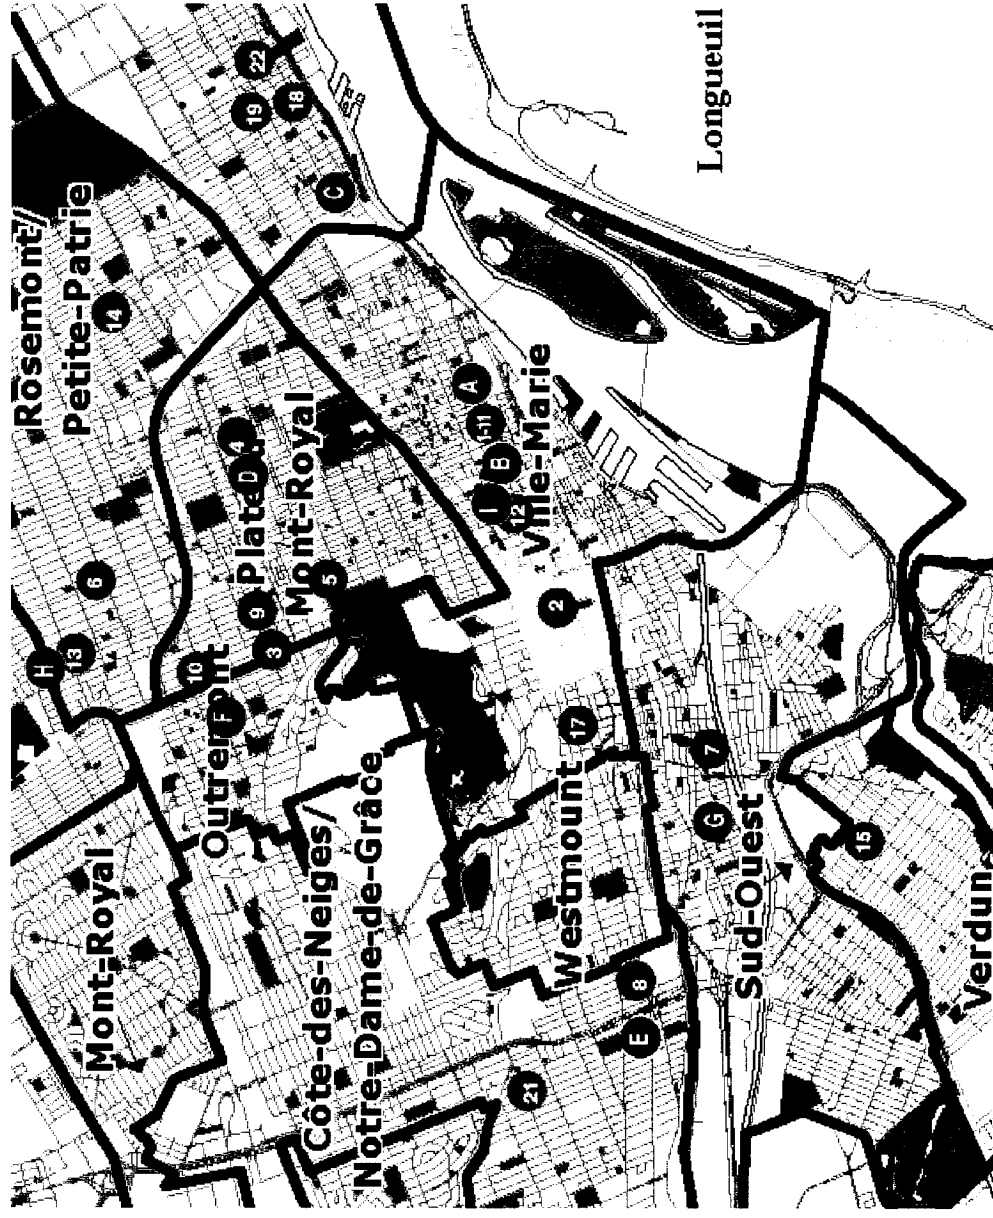 Rosemont/
Petite-Patrie
H
13
6
14
Mont-Royal
10
Outremont
F
4
D
Plate
Mont-Royal
9
3
5
19
22
18
C
Côte-des-Neiges/
Notre-Dame-de-Grâce
A
B
12
Ville-Marie
21
2
17
Westmount
E
8
7
G
Longueuil
Sud-Ouest
15
Verdun